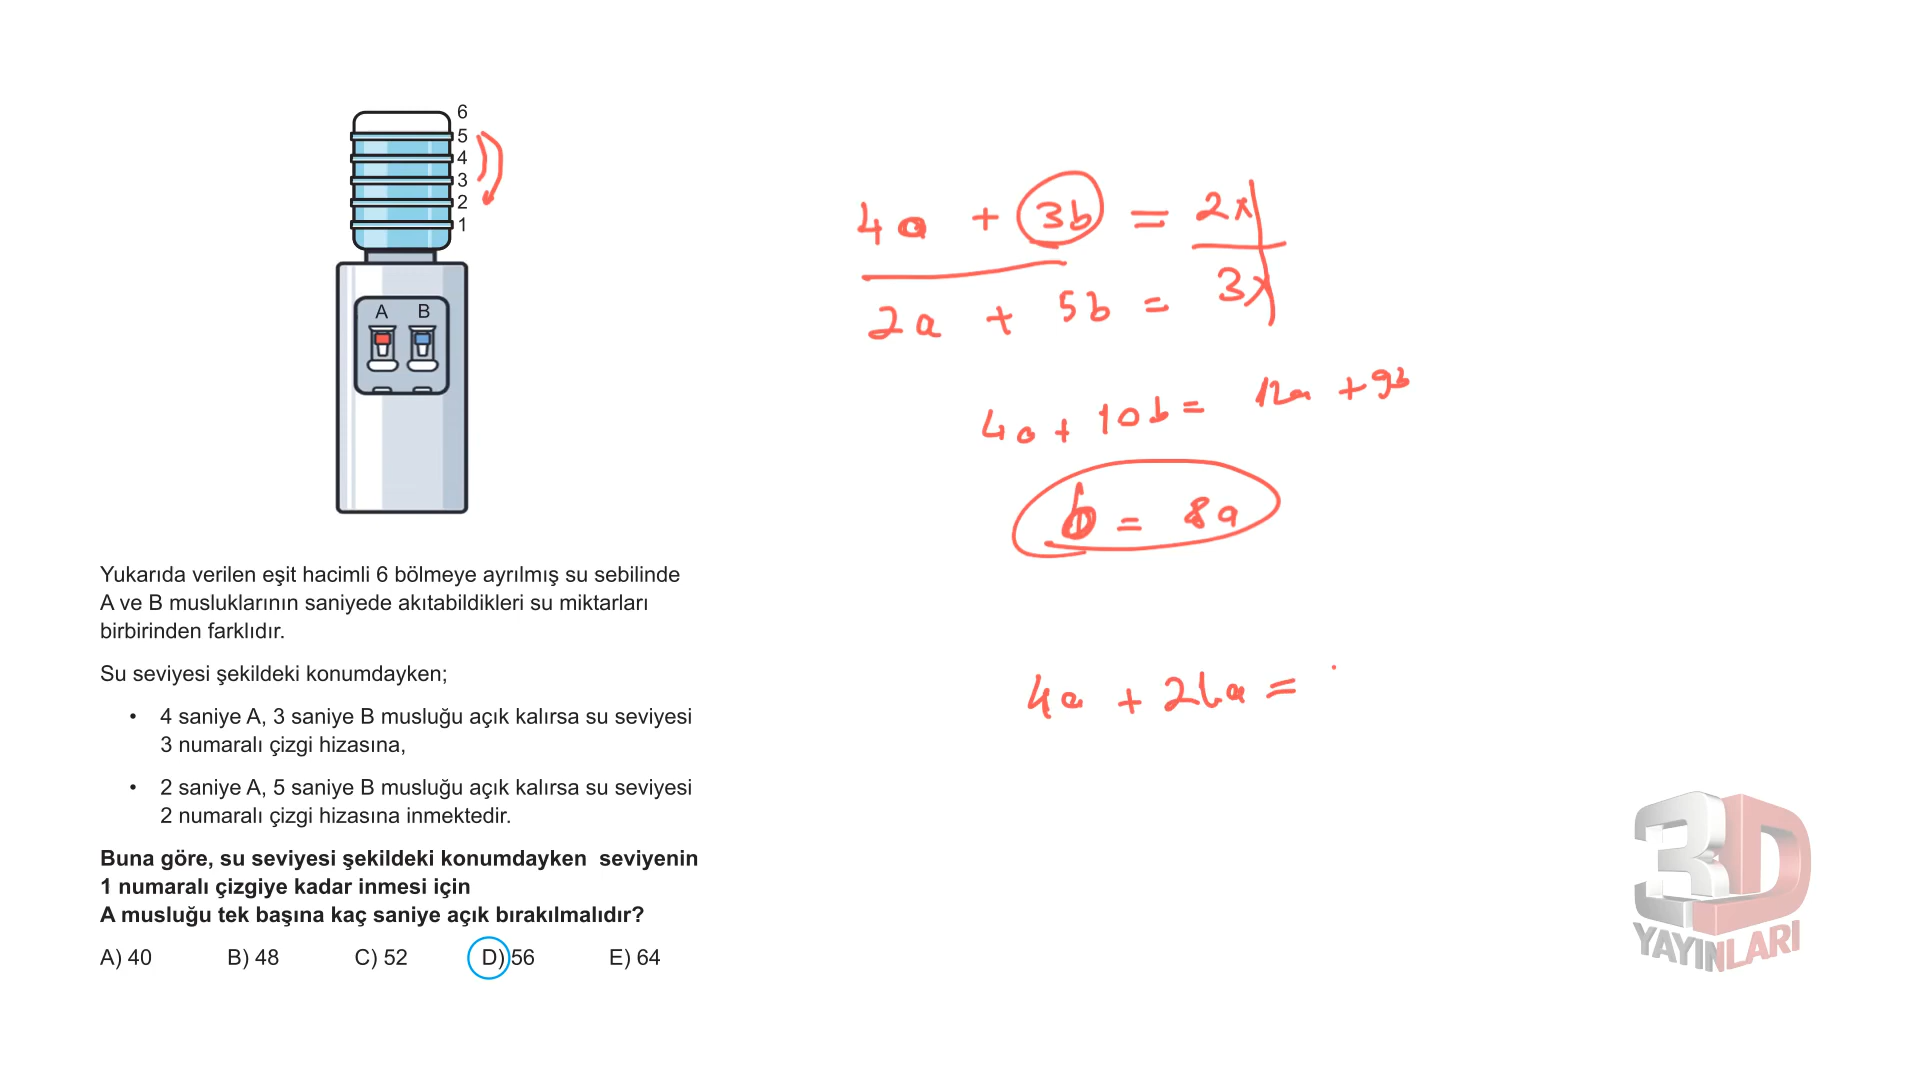 6
5
4
3
2
1
A B
Yukarıda verilen eşit hacimli 6 bölmeye ayrılmış su sebilinde
A ve B musluklarının saniyede akıtabildikleri su miktarları
birbirinden farklıdır.
Su seviyesi şekildeki konumdayken;
• 4 saniye A, 3 saniye B musluğu açık kalırsa su seviyesi
3 numaralı çizgi hizasına,
• 2 saniye A, 5 saniye B musluğu açık kalırsa su seviyesi
2 numaralı çizgi hizasına inmektedir.
Buna göre, su seviyesi şekildeki konumdayken seviyenin
1 numaralı çizgiye kadar inmesi için
A musluğu tek başına kaç saniye açık bırakılmalıdır?
A) 40 B) 48 C) 52 D) 56 E) 64
4a + 3b = 2x
2a + 5b = 3x
4a + 10b = 12a + 9b
b = 8a
4a + 24a =
3D
YAYINLARI